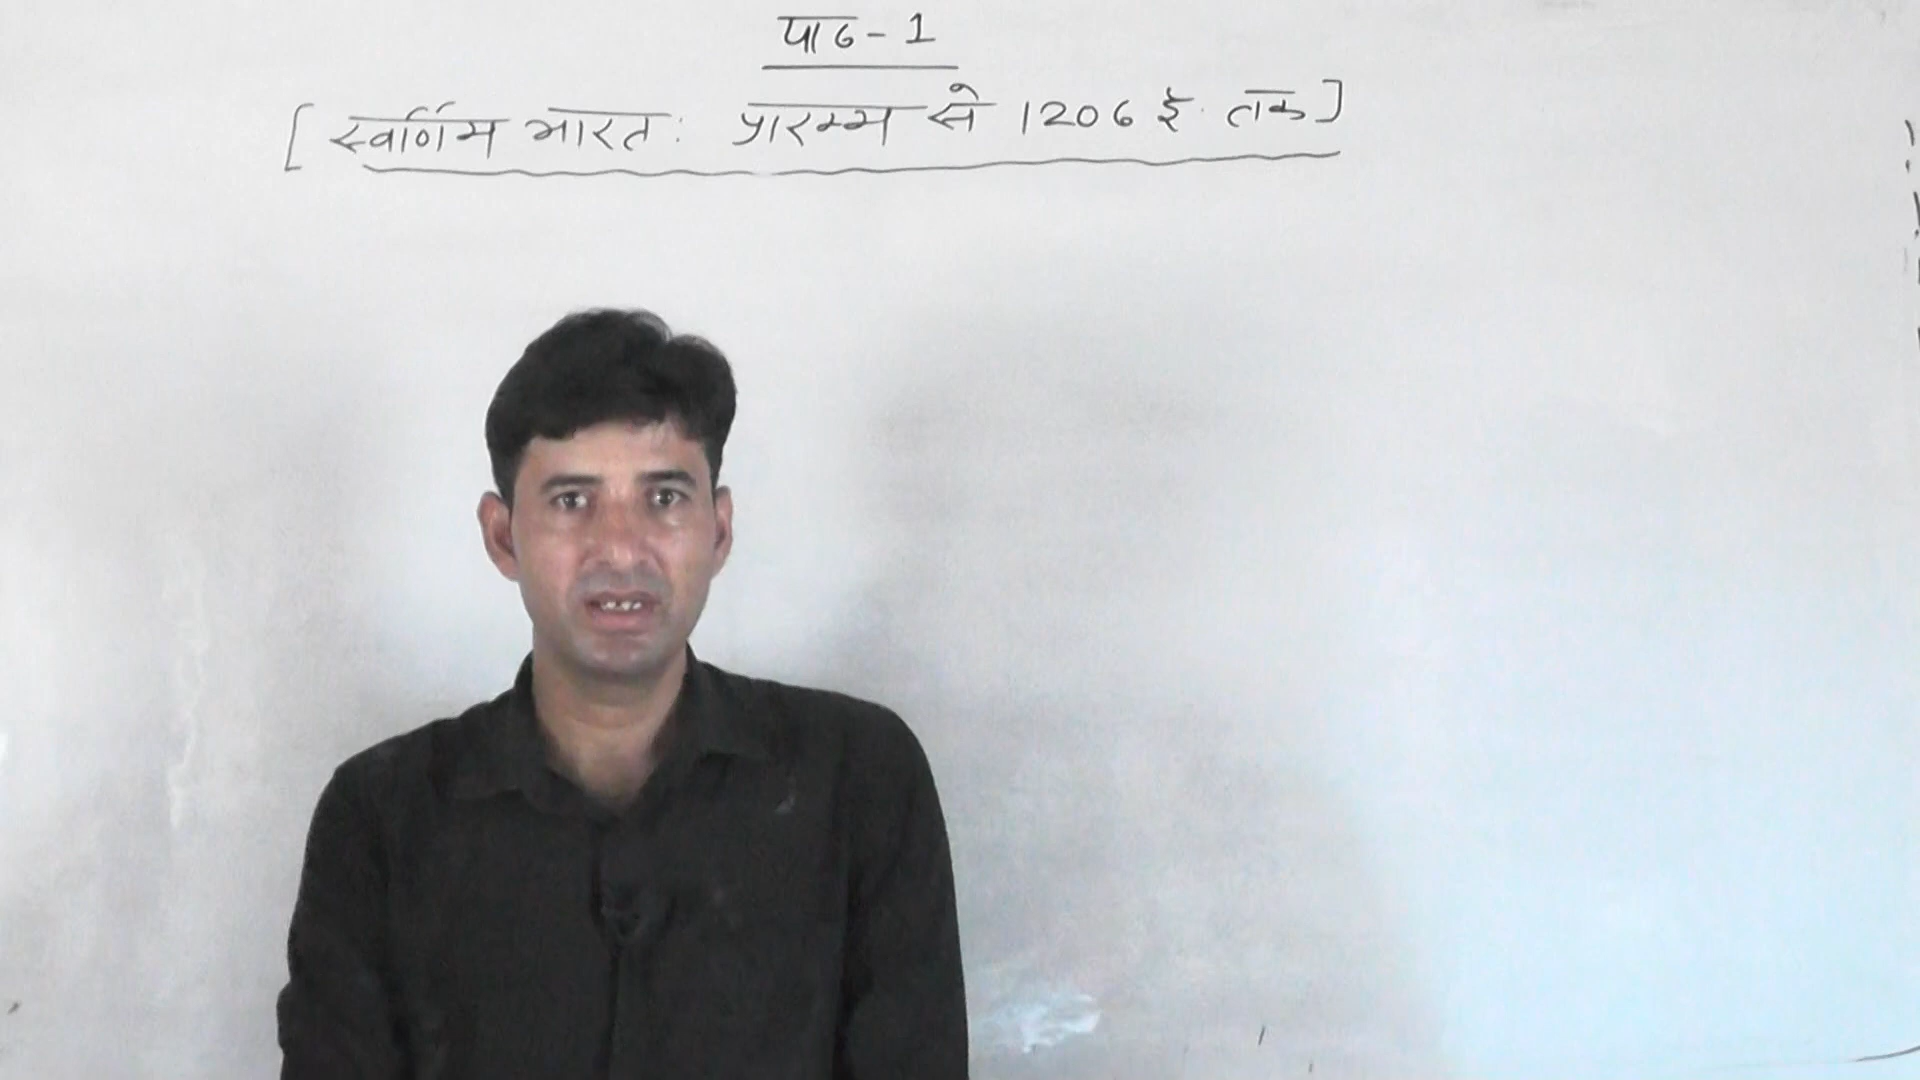 पाठ - 1
[ स्वर्णिम भारत : प्रारम्भ से 1206 ई. तक ]